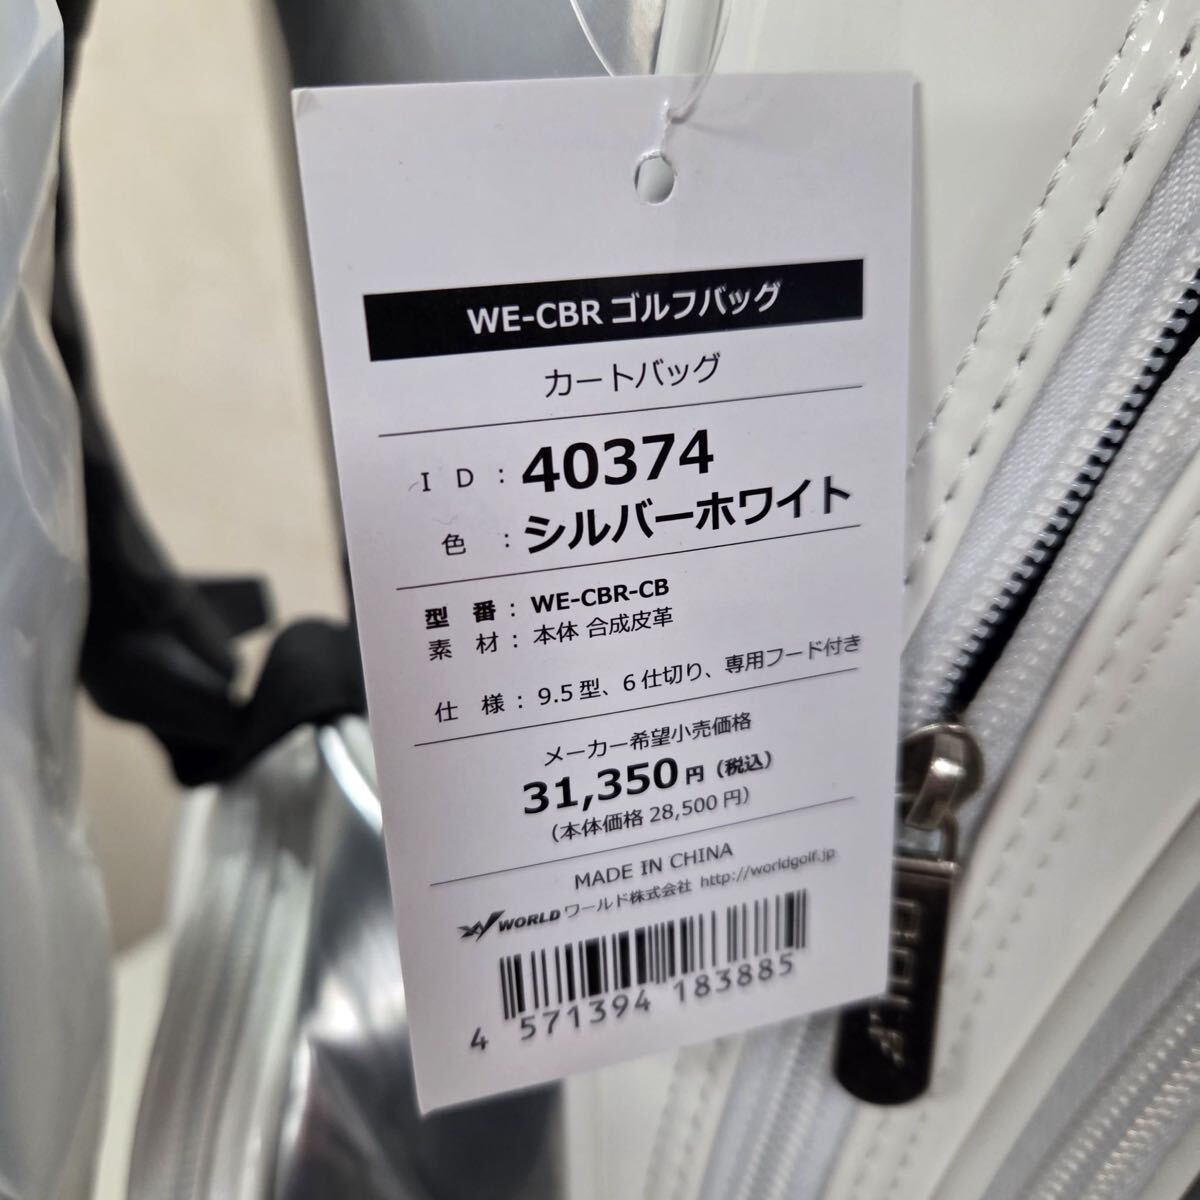 WE-CBR ゴルフバッグ
カートバッグ
I D : 40374
色 : シルバーホワイト
型 番 : WE-CBR-CB
素 材 : 本体 合成皮革
仕 様 : 9.5型、6仕切り、専用フード付き
メーカー希望小売価格
31,350円（税込）
（本体価格 28,500円）
MADE IN CHINA
WORLD ワールド株式会社 http://worldgolf.jp
4 571394 183885
GOLF